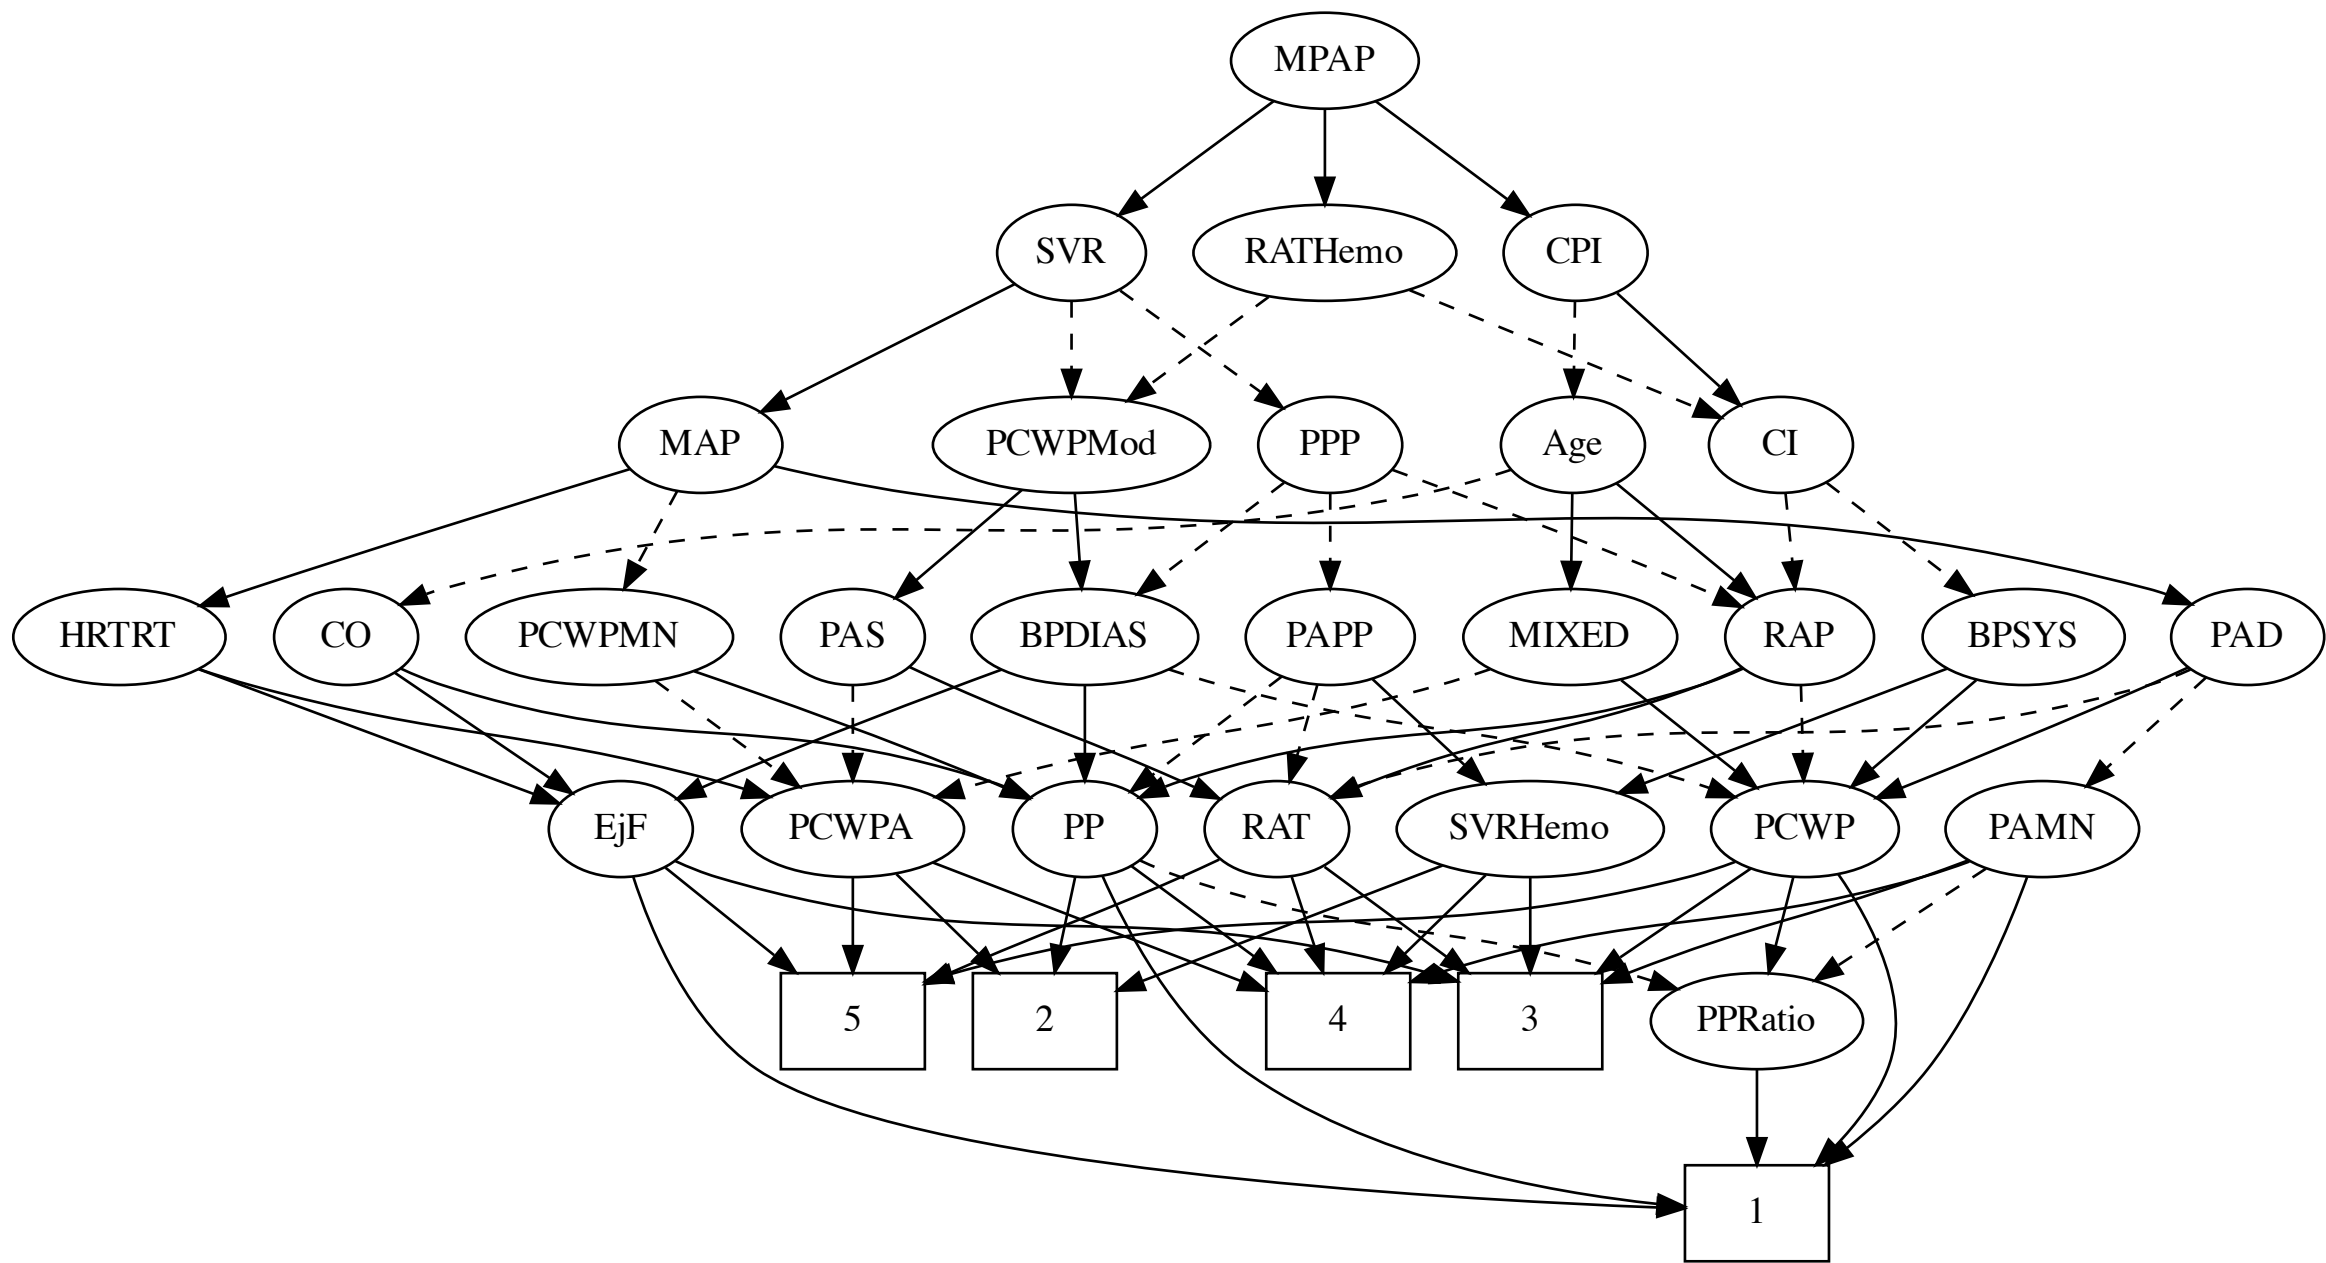 MPAP
SVR
RATHemo
CPI
MAP
PCWPMod
PPP
Age
CI
HRTRT
CO
PCWPMN
PAS
BPDIAS
PAPP
MIXED
RAP
BPSYS
PAD
EjF
PCWPA
PP
RAT
SVRHemo
PCWP
PAMN
5
2
4
3
PPRatio
1